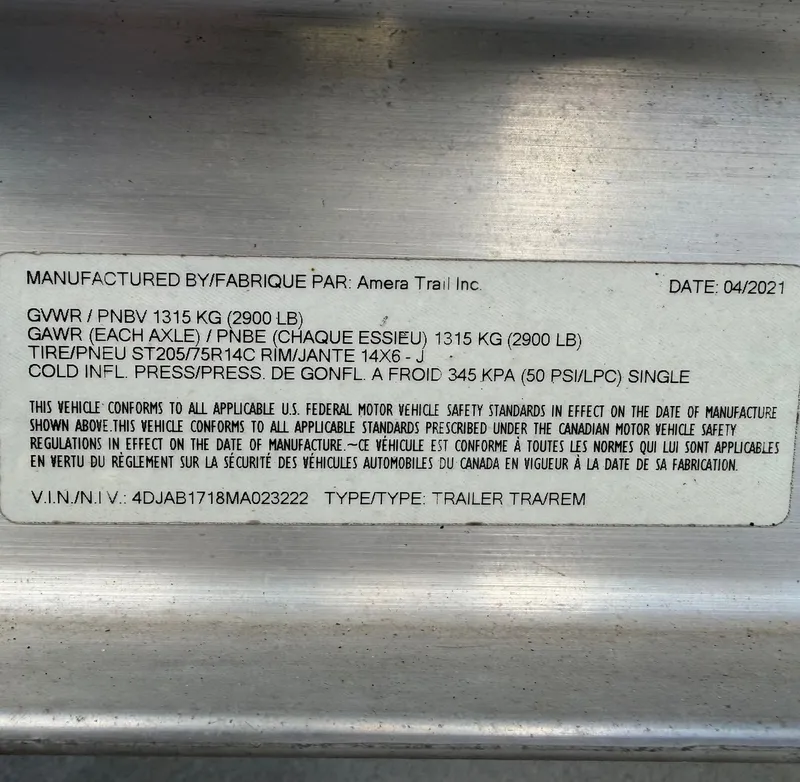 MANUFACTURED BY/FABRIQUE PAR: Amera Trail Inc. DATE: 04/2021
GVWR / PNBV 1315 KG (2900 LB)
GAWR (EACH AXLE) / PNBE (CHAQUE ESSIEU) 1315 KG (2900 LB)
TIRE/PNEU ST205/75R14C RIM/JANTE 14X6 - J
COLD INFL. PRESS/PRESS. DE GONFL. A FROID 345 KPA (50 PSI/LPC) SINGLE
THIS VEHICLE CONFORMS TO ALL APPLICABLE U.S. FEDERAL MOTOR VEHICLE SAFETY STANDARDS IN EFFECT ON THE DATE OF MANUFACTURE
SHOWN ABOVE.THIS VEHICLE CONFORMS TO ALL APPLICABLE STANDARDS PRESCRIBED UNDER THE CANADIAN MOTOR VEHICLE SAFETY
REGULATIONS IN EFFECT ON THE DATE OF MANUFACTURE.~CE VÉHICULE EST CONFORME À TOUTES LES NORMES QUI LUI SONT APPLICABLES
EN VERTU DU RÈGLEMENT SUR LA SÉCURITÉ DES VÉHICULES AUTOMOBILES DU CANADA EN VIGUEUR À LA DATE DE SA FABRICATION.
V.I.N./N.I.V.: 4DJAB1718MA023222 TYPE/TYPE: TRAILER TRA/REM